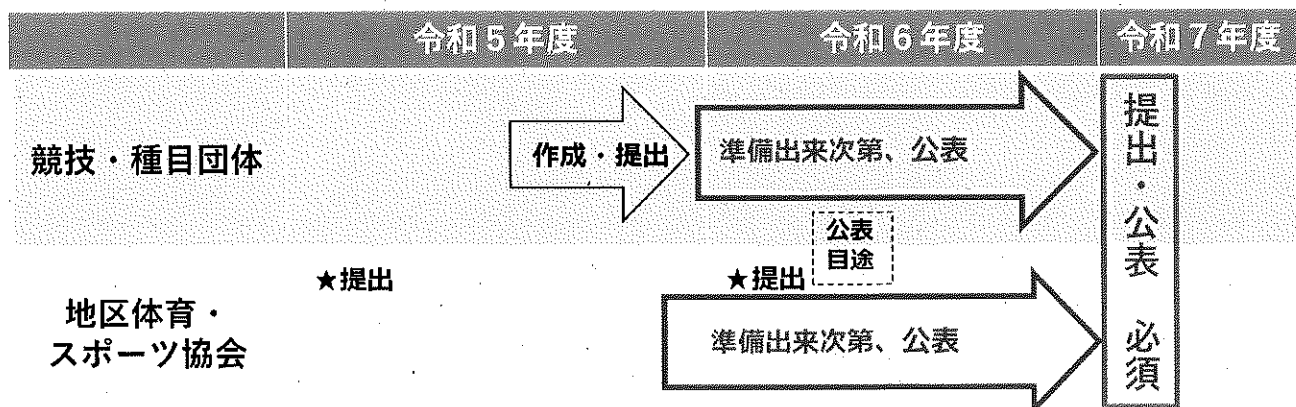 令和5年度
令和6年度
令和7年度
競技・種目団体
作成・提出
準備出来次第、公表
提出・公表 必須
公表
目途
★提出
★提出
地区体育・
スポーツ協会
準備出来次第、公表